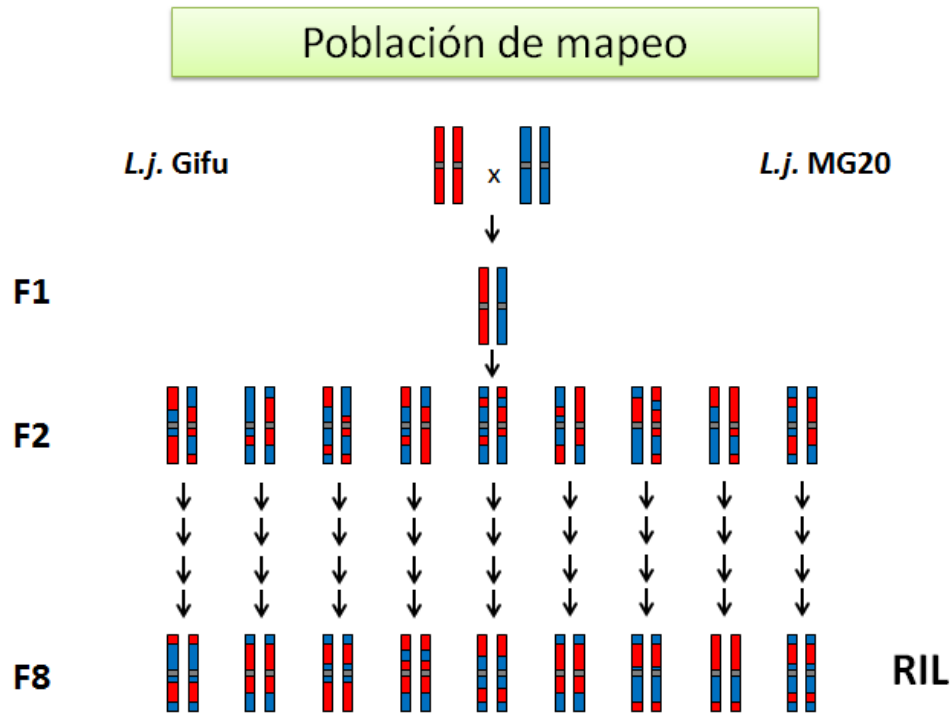 Población de mapeo
L.j. Gifu
x
L.j. MG20
F1
F2
F8
RIL